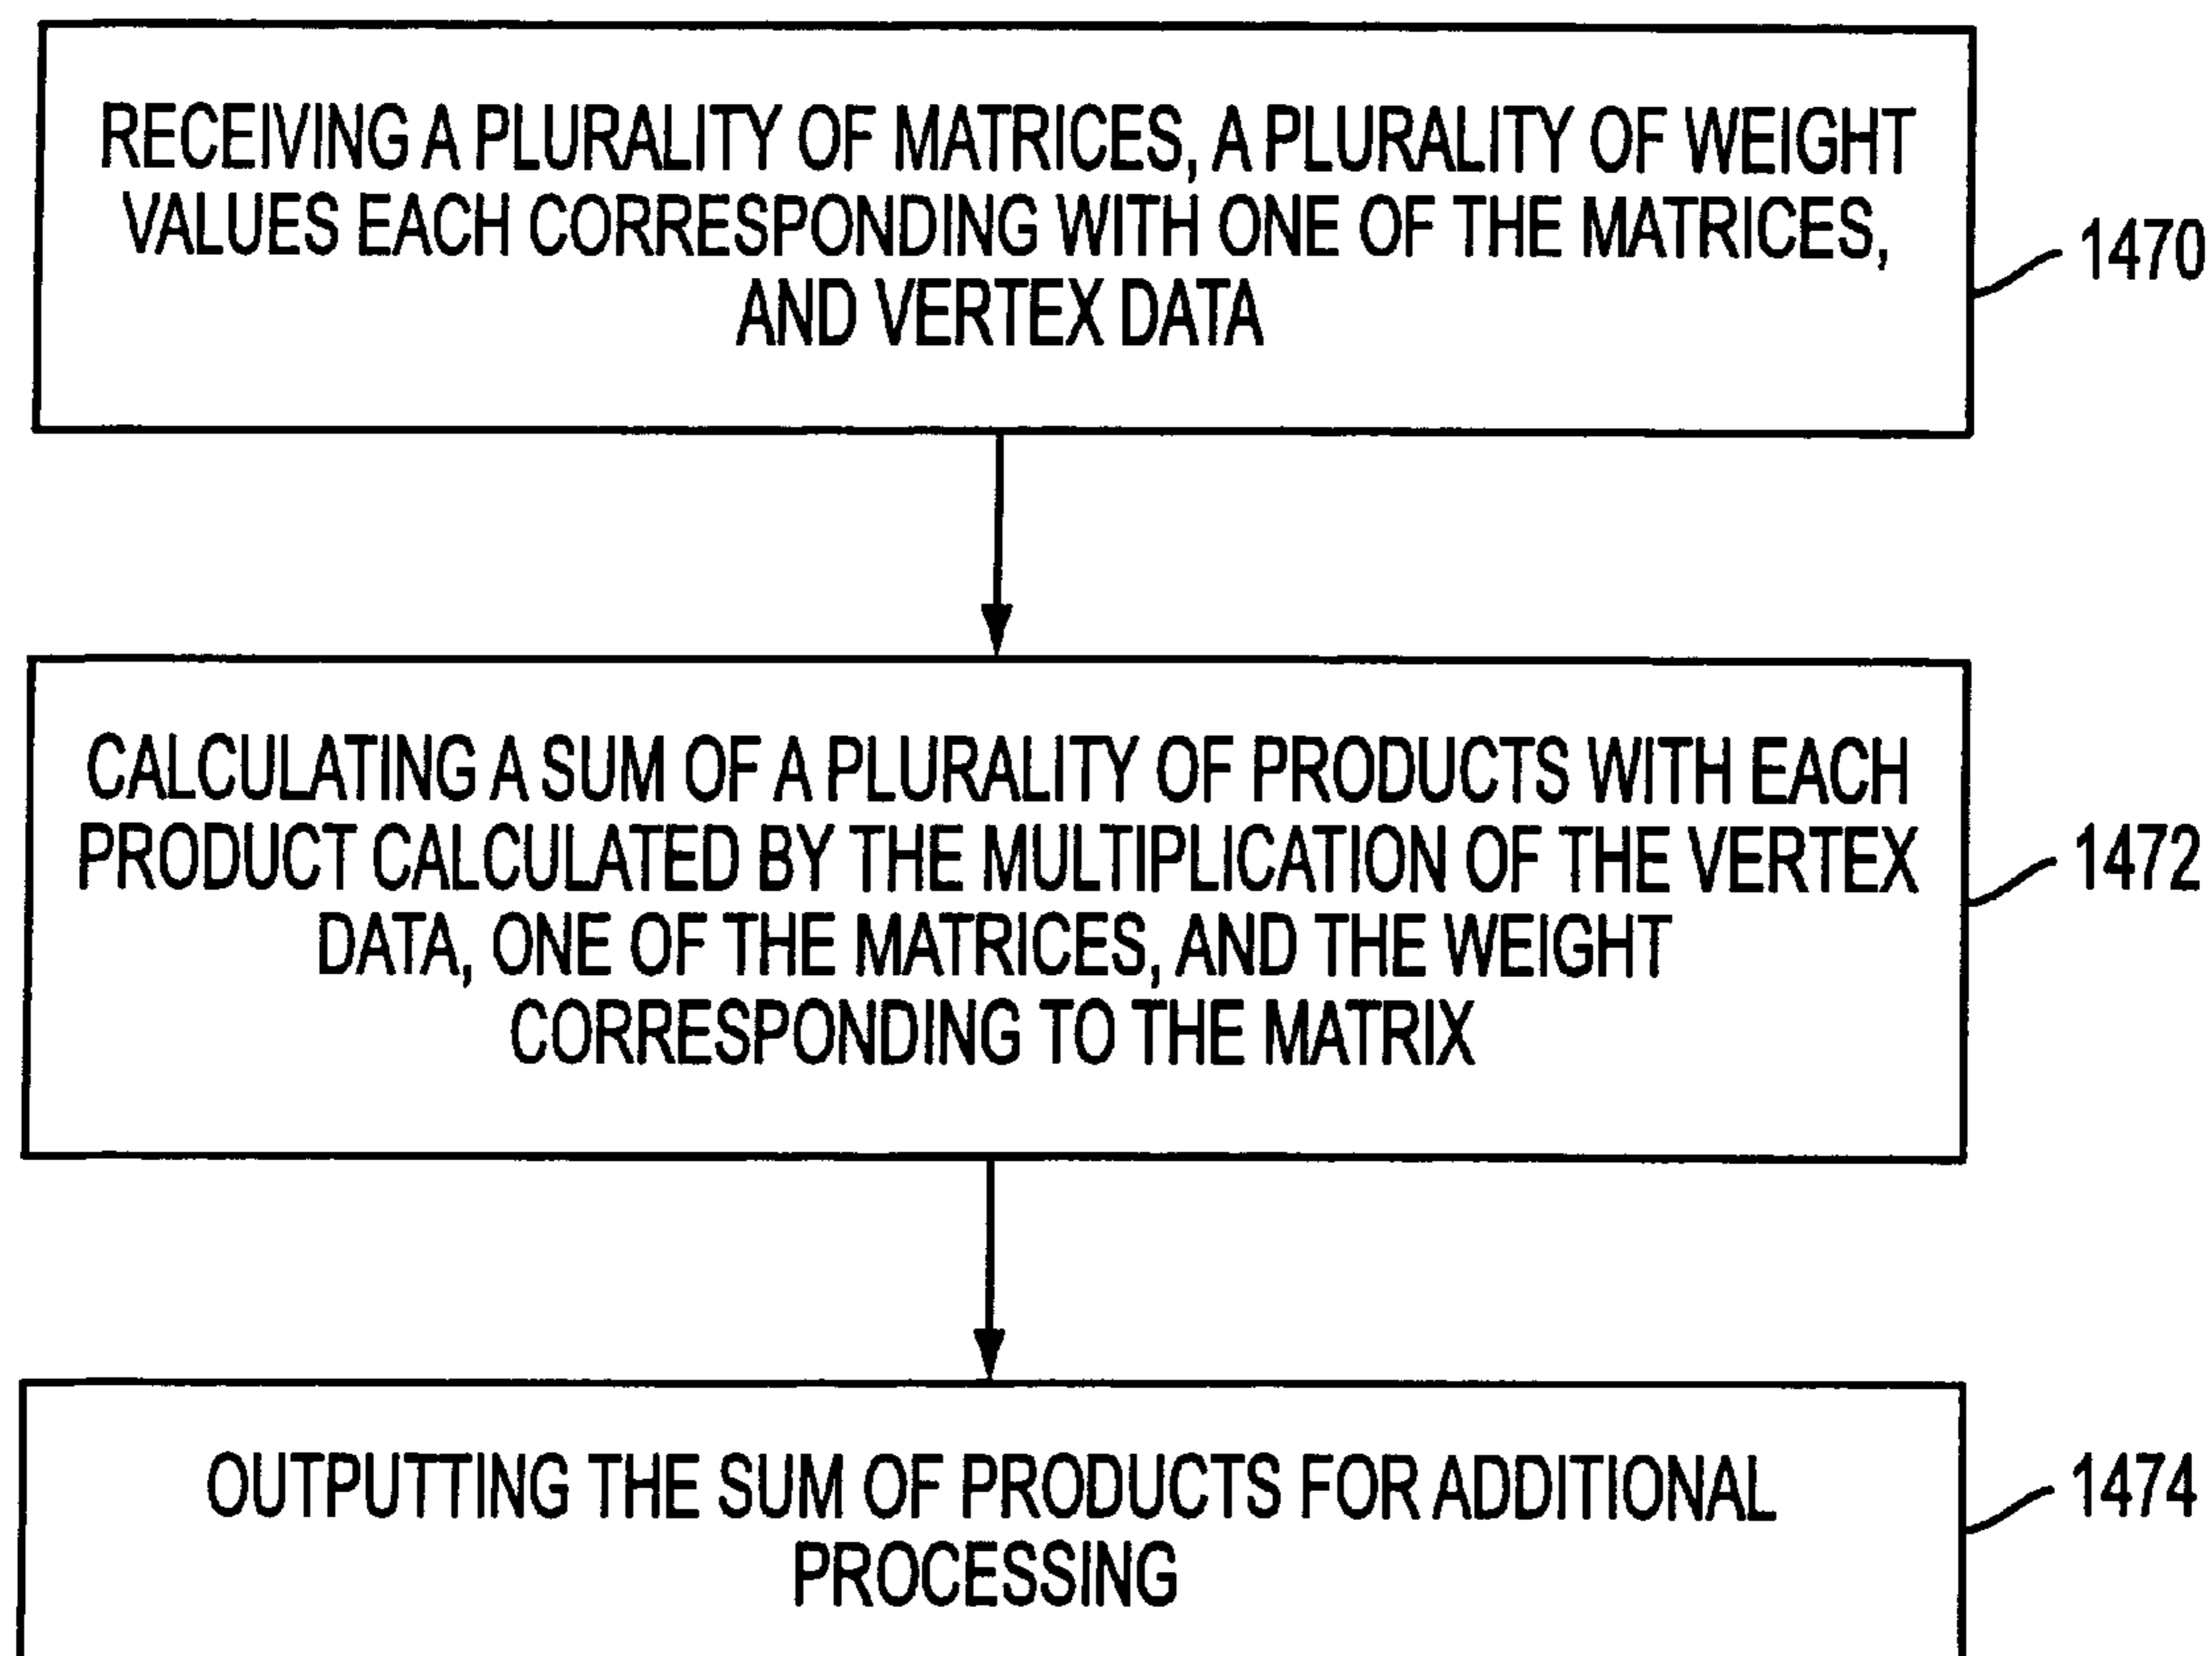 RECEIVING A PLURALITY OF MATRICES, A PLURALITY OF WEIGHT
VALUES EACH CORRESPONDING WITH ONE OF THE MATRICES,
AND VERTEX DATA
1470
CALCULATING A SUM OF A PLURALITY OF PRODUCTS WITH EACH
PRODUCT CALCULATED BY THE MULTIPLICATION OF THE VERTEX
DATA, ONE OF THE MATRICES, AND THE WEIGHT
CORRESPONDING TO THE MATRIX
1472
OUTPUTTING THE SUM OF PRODUCTS FOR ADDITIONAL
PROCESSING
1474